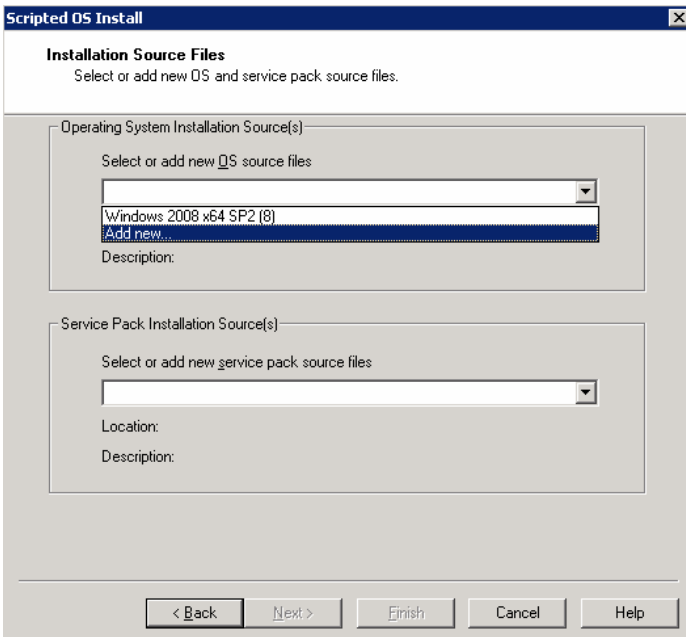 Scripted OS Install
Installation Source Files
Select or add new OS and service pack source files.
Operating System Installation Source(s)
Select or add new OS source files
Windows 2008 x64 SP2 (8)
Add new...
Description:
Service Pack Installation Source(s)
Select or add new service pack source files
Location:
Description:
< Back Next > Finish Cancel Help